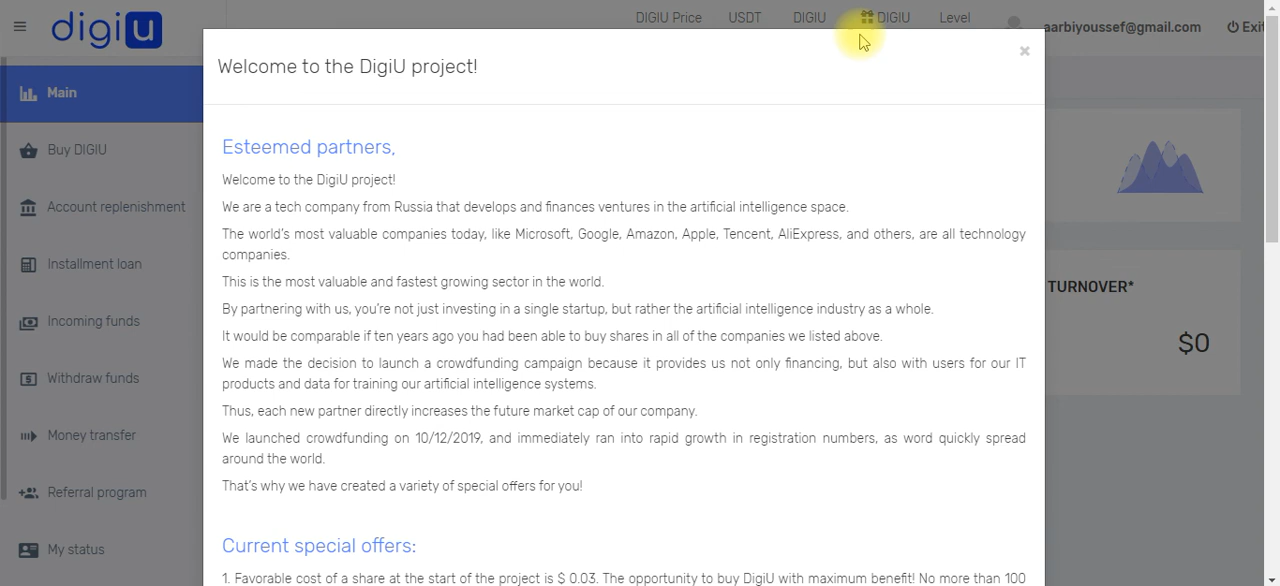 digiu
DIGIU Price USDT DIGIU DIGIU Level
aarbiyoussef@gmail.com Exit
Main
Buy DIGIU
Account replenishment
Installment loan
Incoming funds
Withdraw funds
Money transfer
Referral program
My status
Welcome to the DigiU project!
×
Esteemed partners,
Welcome to the DigiU project!
We are a tech company from Russia that develops and finances ventures in the artificial intelligence space.
The world's most valuable companies today, like Microsoft, Google, Amazon, Apple, Tencent, AliExpress, and others, are all technology
companies.
This is the most valuable and fastest growing sector in the world.
By partnering with us, you're not just investing in a single startup, but rather the artificial intelligence industry as a whole.
It would be comparable if ten years ago you had been able to buy shares in all of the companies we listed above.
We made the decision to launch a crowdfunding campaign because it provides us not only financing, but also with users for our IT
products and data for training our artificial intelligence systems.
Thus, each new partner directly increases the future market cap of our company.
We launched crowdfunding on 10/12/2019, and immediately ran into rapid growth in registration numbers, as word quickly spread
around the world.
That's why we have created a variety of special offers for you!
Current special offers:
1. Favorable cost of a share at the start of the project is $ 0.03. The opportunity to buy DigiU with maximum benefit! No more than 100
TURNOVER*
$0